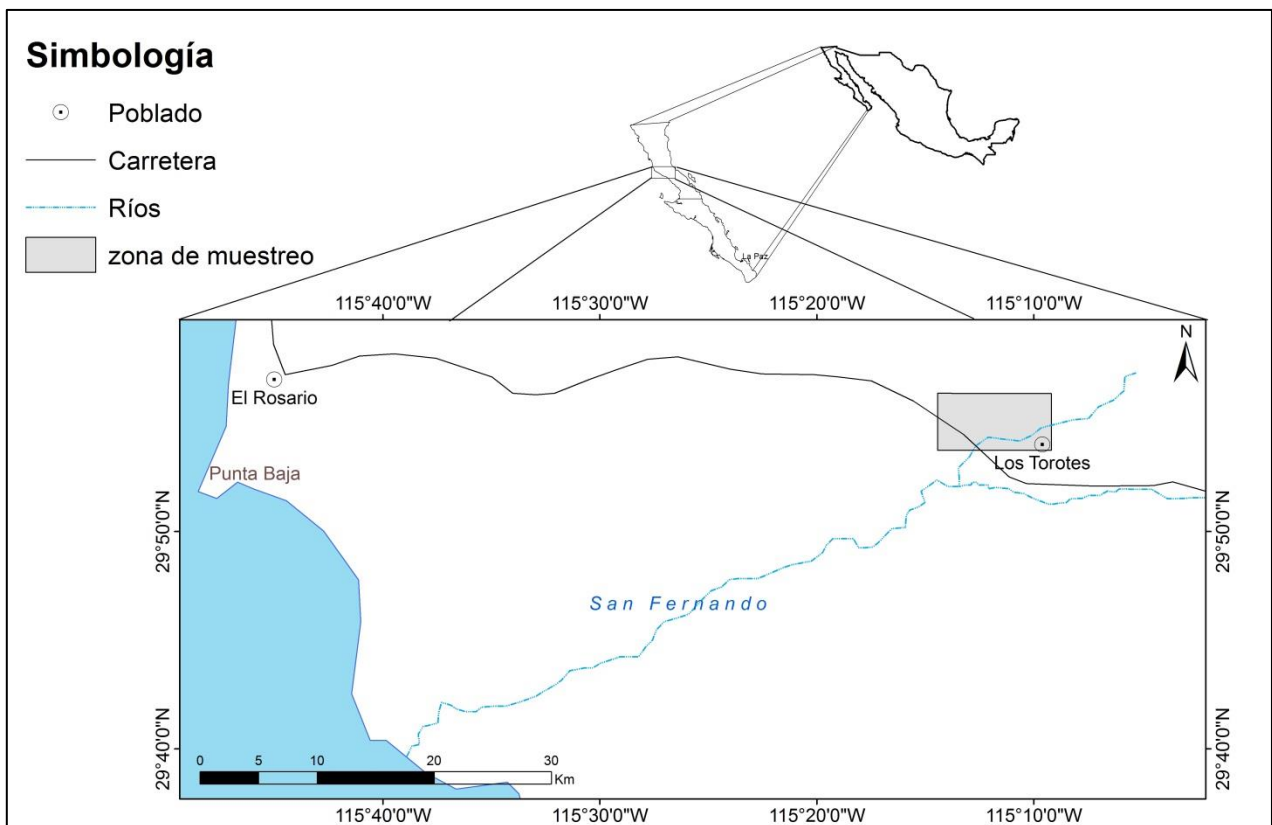 Simbología
Poblado
Carretera
Ríos
zona de muestreo
La Paz
115°40'0"W
115°30'0"W
115°20'0"W
115°10'0"W
N
El Rosario
Los Torotes
Punta Baja
29°50'0"N
29°50'0"N
San Fernando
29°40'0"N
29°40'0"N
0 5 10 20 30
Km
115°40'0"W
115°30'0"W
115°20'0"W
115°10'0"W